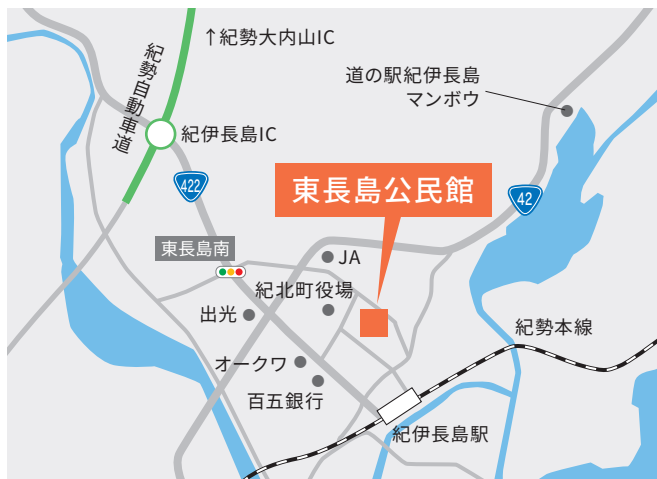 ↑紀勢大内山IC
紀勢自動車道
道の駅紀伊長島
マンボウ
紀伊長島IC
422
東長島公民館
42
東長島南
JA
紀北町役場
出光
紀勢本線
オークワ
百五銀行
紀伊長島駅